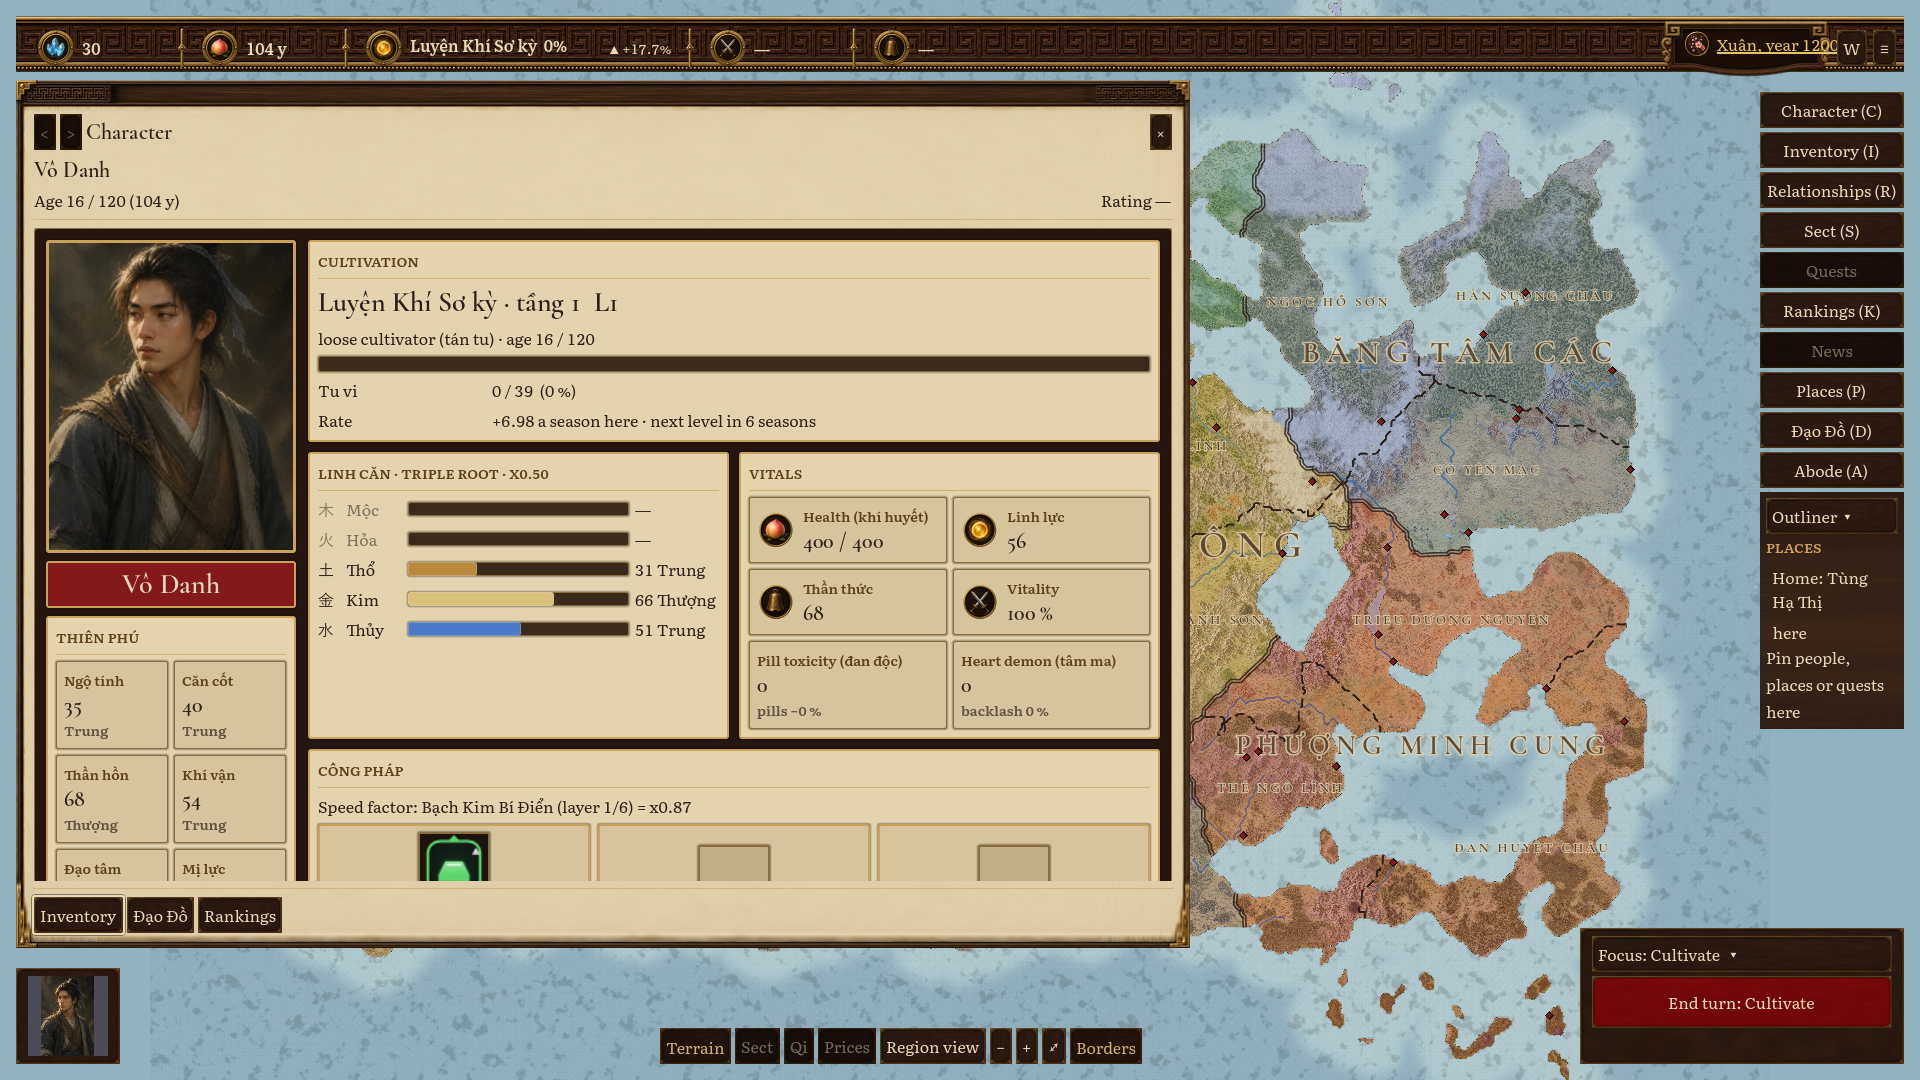 30
104 y
Luyện Khí Sơ kỳ 0%
▲ +17.7%
—
—
Xuân, year 1200
W
≡
< > Character
×
Vô Danh
Age 16 / 120 (104 y)
Rating —
Vô Danh
THIÊN PHÚ
Ngộ tính
35
Trung
Căn cốt
40
Trung
Thần hồn
68
Thượng
Khí vận
54
Trung
Đạo tâm
Mị lực
CULTIVATION
Luyện Khí Sơ kỳ · tầng 1 L1
loose cultivator (tán tu) · age 16 / 120
Tu vi 0 / 39 (0 %)
Rate +6.98 a season here · next level in 6 seasons
LINH CĂN · TRIPLE ROOT · X0.50
木 Mộc —
火 Hỏa —
土 Thổ 31 Trung
金 Kim 66 Thượng
水 Thủy 51 Trung
VITALS
Health (khí huyết)
400 / 400
Linh lực
56
Thần thức
68
Vitality
100 %
Pill toxicity (đan độc)
0
pills −0 %
Heart demon (tâm ma)
0
backlash 0 %
CÔNG PHÁP
Speed factor: Bạch Kim Bí Điển (layer 1/6) = x0.87
Inventory
Đạo Đồ
Rankings
NGỌC HỒ SƠN
HÀN SƯƠNG CHÂU
BĂNG TÂM CÁC
CÔ YÊN MẠC
TRIỀU DƯƠNG NGUYÊN
PHƯỢNG MINH CUNG
THÊ NGÔ LĨNH
ĐAN HUYỆT CHÂU
Character (C)
Inventory (I)
Relationships (R)
Sect (S)
Quests
Rankings (K)
News
Places (P)
Đạo Đồ (D)
Abode (A)
Outliner ▾
PLACES
Home: Tùng
Hạ Thị
here
Pin people,
places or quests
here
Focus: Cultivate ▾
End turn: Cultivate
Terrain
Sect
Qi
Prices
Region view
−
+
⤢
Borders